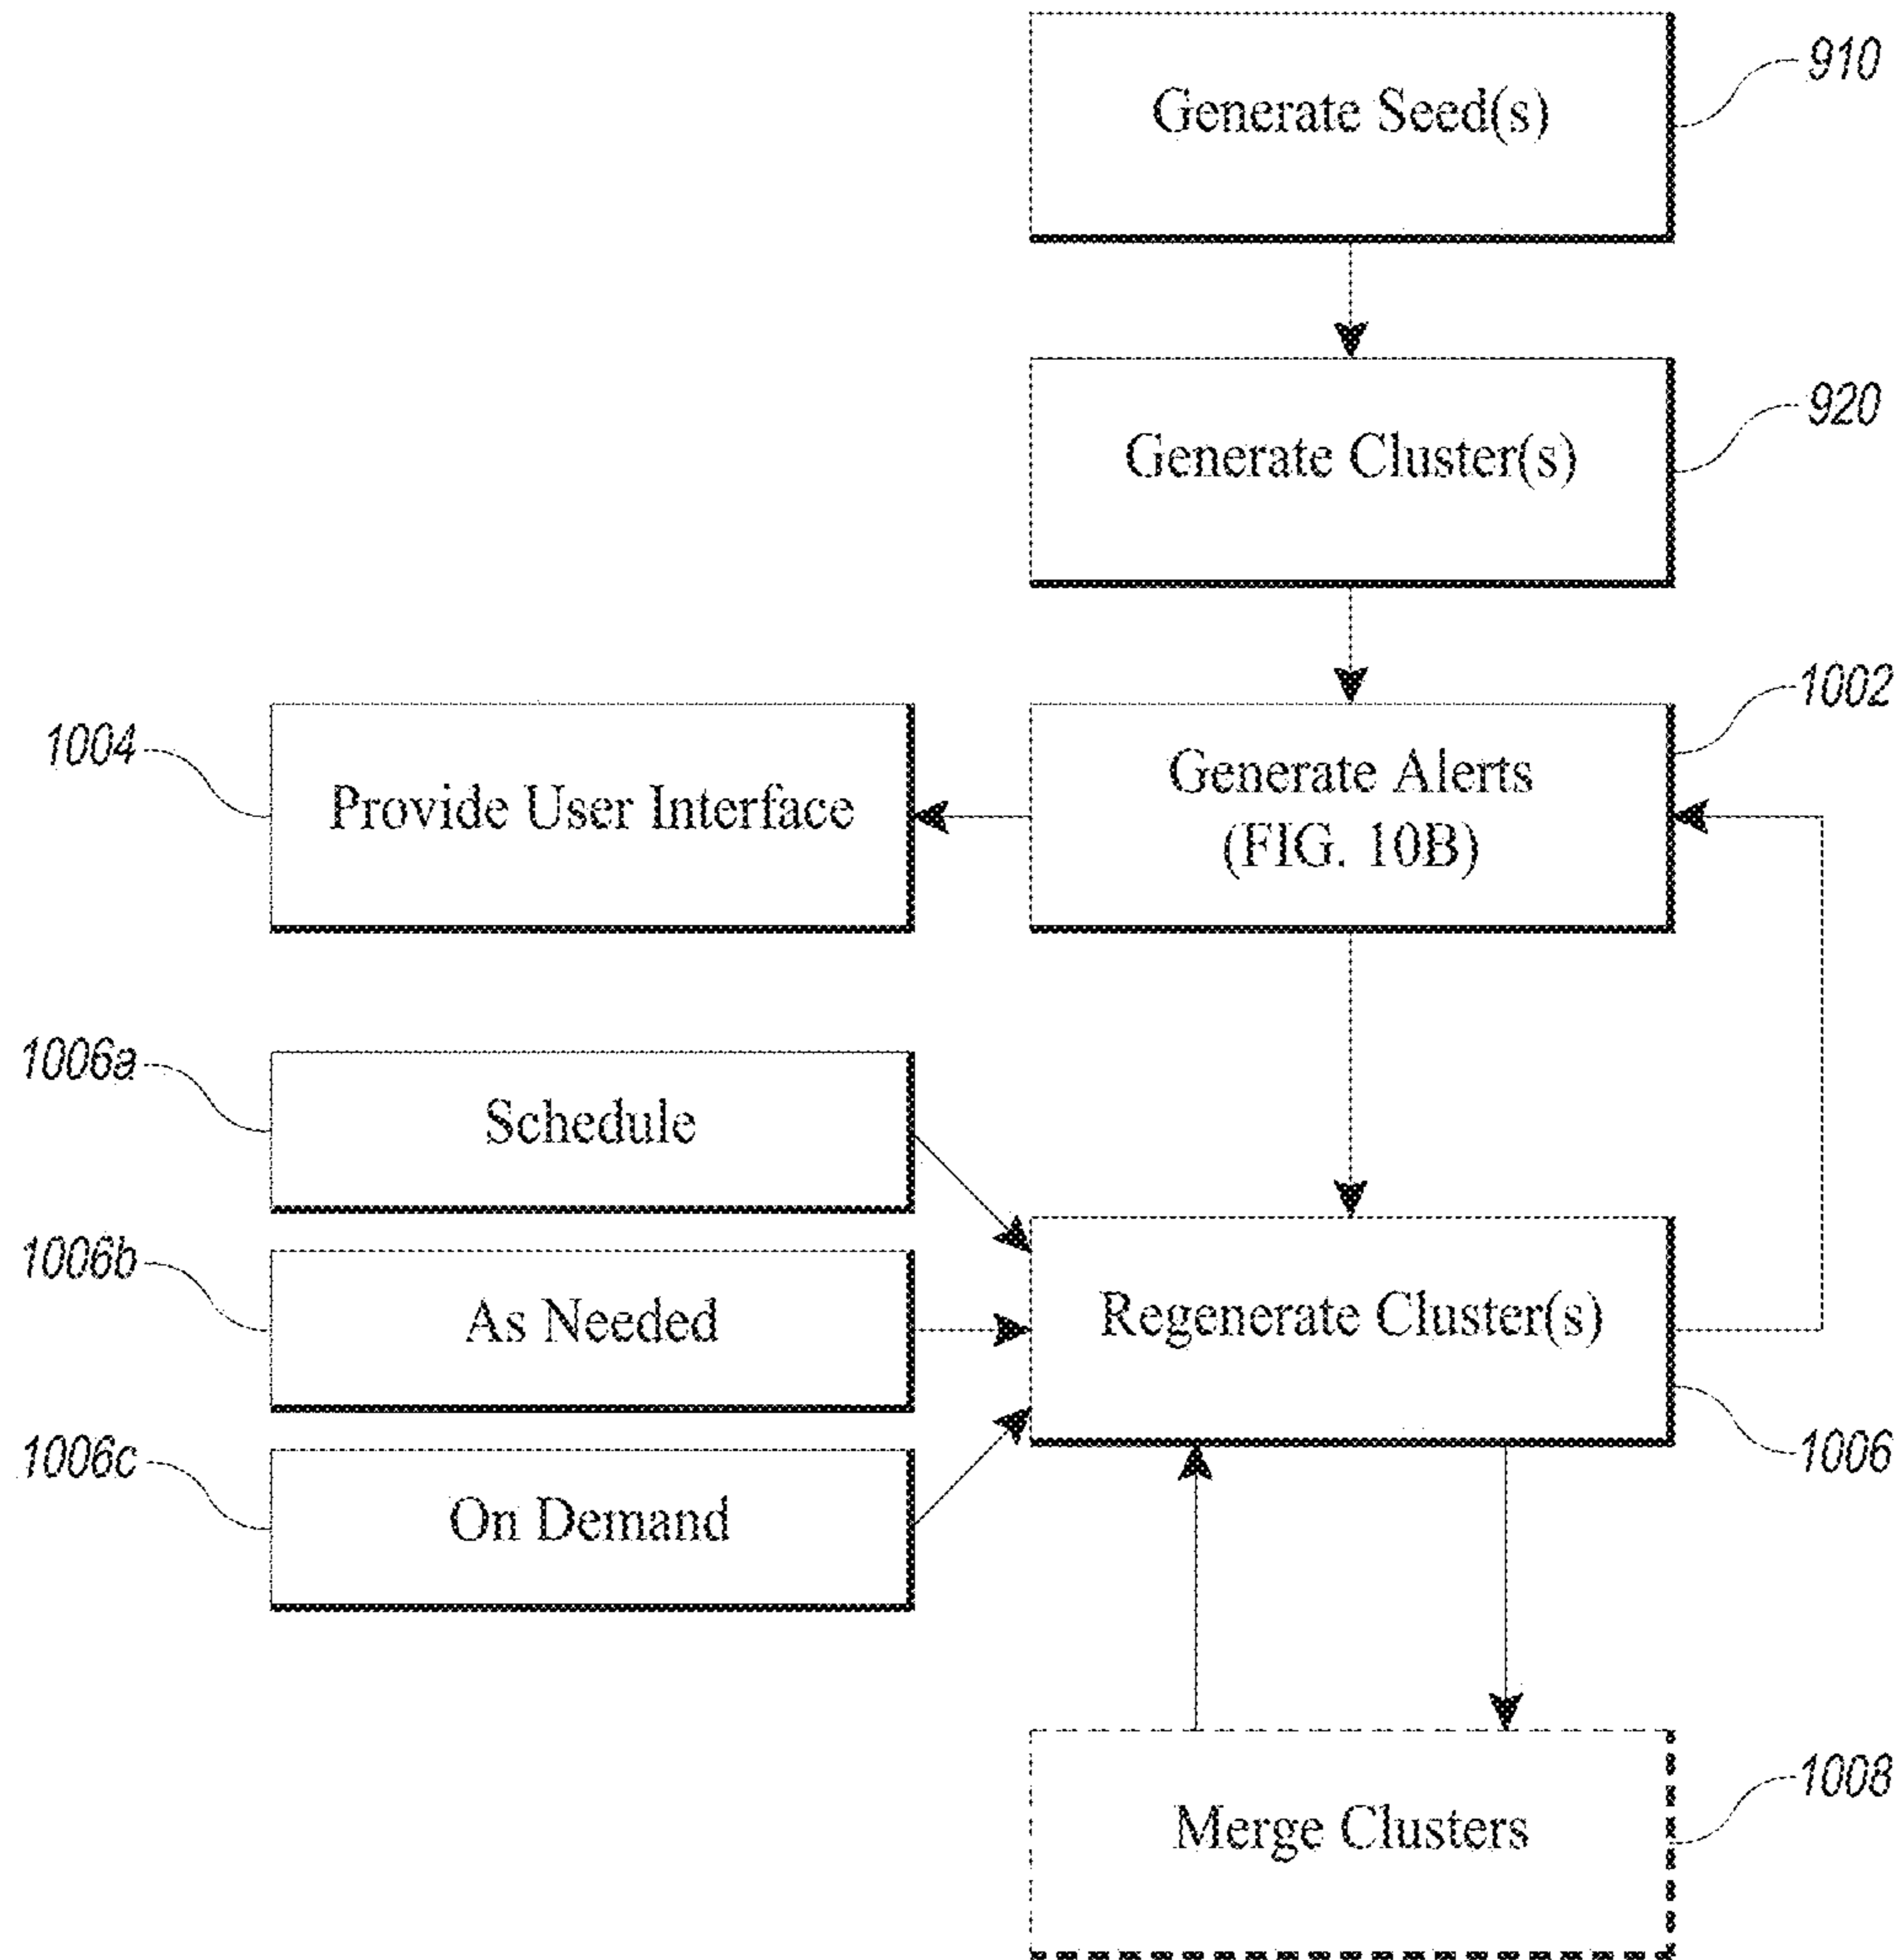 Generate Seed(s)
910
Generate Cluster(s)
920
1004
Provide User Interface
Generate Alerts
(FIG. 10B)
1002
1006a
Schedule
1006b
As Needed
Regenerate Cluster(s)
1006
1006c
On Demand
Merge Clusters
1008